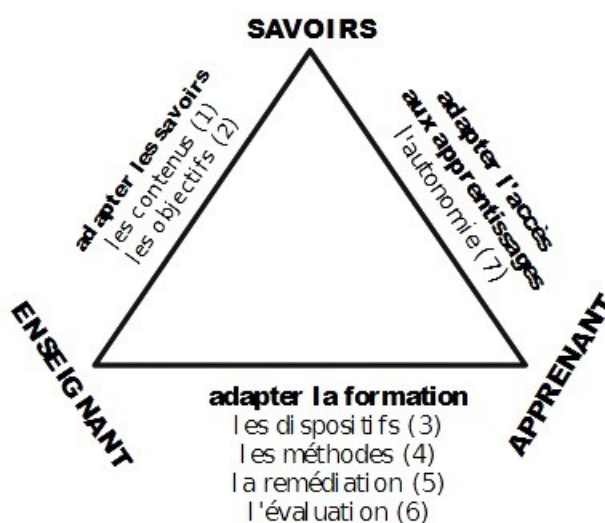 SAVOIRS
adapter les savoirs
les contenus (1)
les objectifs (2)
adapter l'accès
aux apprentissages
l'autonomie (7)
ENSEIGNANT
APPRENANT
adapter la formation
les dispositifs (3)
les méthodes (4)
la remédiation (5)
l'évaluation (6)